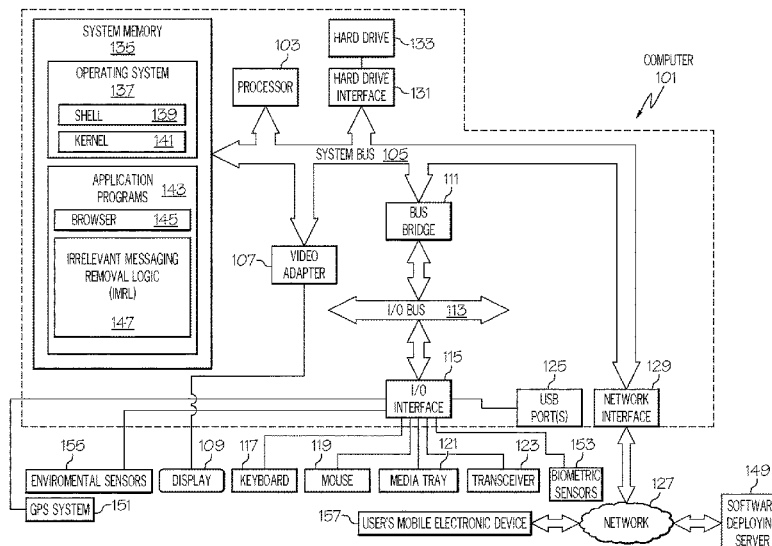 SYSTEM MEMORY
135
OPERATING SYSTEM
137
SHELL 139
KERNEL 141
APPLICATION
PROGRAMS 143
BROWSER 145
IRRELEVANT MESSAGING
REMOVAL LOGIC
(IMRL)
147
103
PROCESSOR
HARD DRIVE
133
HARD DRIVE
INTERFACE
131
COMPUTER
101
SYSTEM BUS 105
111
BUS
BRIDGE
107
VIDEO
ADAPTER
I/O BUS 113
115
I/O
INTERFACE
125
USB
PORT(S)
129
NETWORK
INTERFACE
155
ENVIROMENTAL SENSORS
109
DISPLAY
117
KEYBOARD
119
MOUSE
121
MEDIA TRAY
123
TRANSCEIVER
153
BIOMETRIC
SENSORS
GPS SYSTEM
151
157
USER'S MOBILE ELECTRONIC DEVICE
127
NETWORK
149
SOFTWARE
DEPLOYING
SERVER